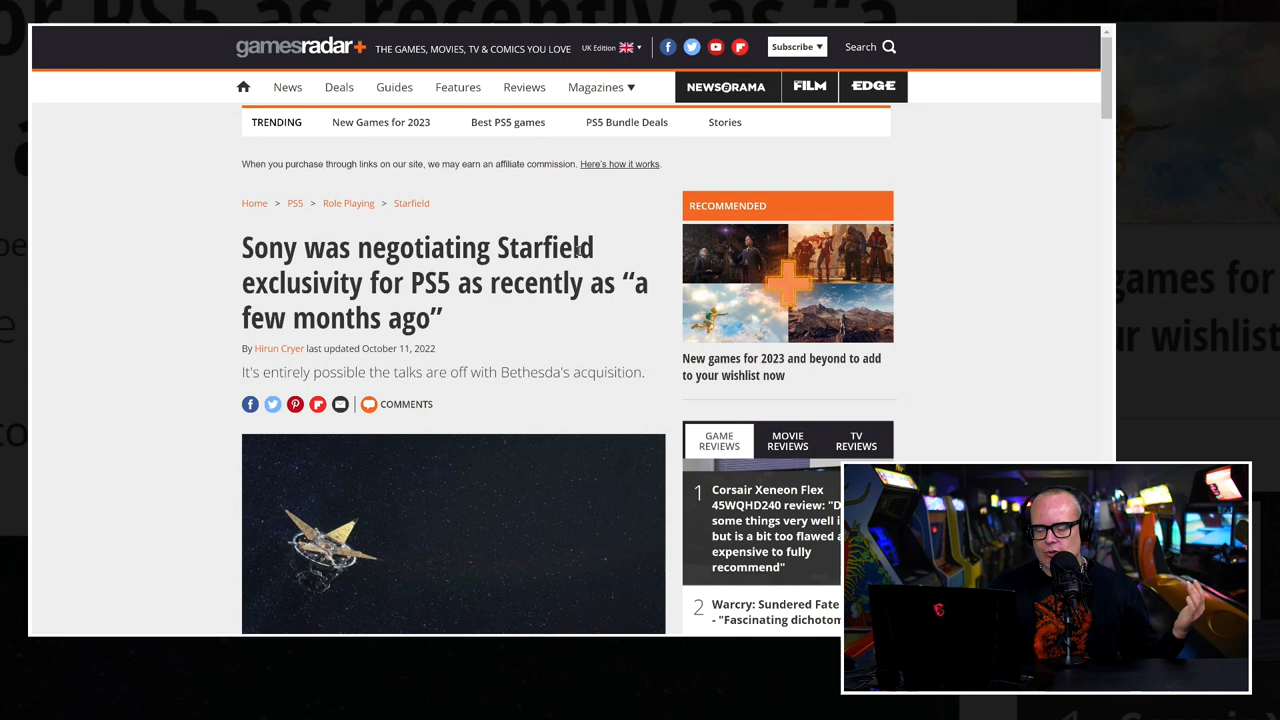 gamesradar+ THE GAMES, MOVIES, TV & COMICS YOU LOVE UK Edition Subscribe ▼ Search
News Deals Guides Features Reviews Magazines ▼ NEWSARAMA FILM EDGE
TRENDING New Games for 2023 Best PS5 games PS5 Bundle Deals Stories
When you purchase through links on our site, we may earn an affiliate commission. Here's how it works.
Home > PS5 > Role Playing > Starfield
Sony was negotiating Starfield
exclusivity for PS5 as recently as “a
few months ago”
By Hirun Cryer last updated October 11, 2022
It's entirely possible the talks are off with Bethesda's acquisition.
COMMENTS
RECOMMENDED
New games for 2023 and beyond to add
to your wishlist now
GAME
REVIEWS
MOVIE
REVIEWS
TV
REVIEWS
1 Corsair Xeneon Flex
45WQHD240 review: "D
some things very well i
but is a bit too flawed a
expensive to fully
recommend"
2 Warcry: Sundered Fate
- "Fascinating dichotom
games for
ur wishlist